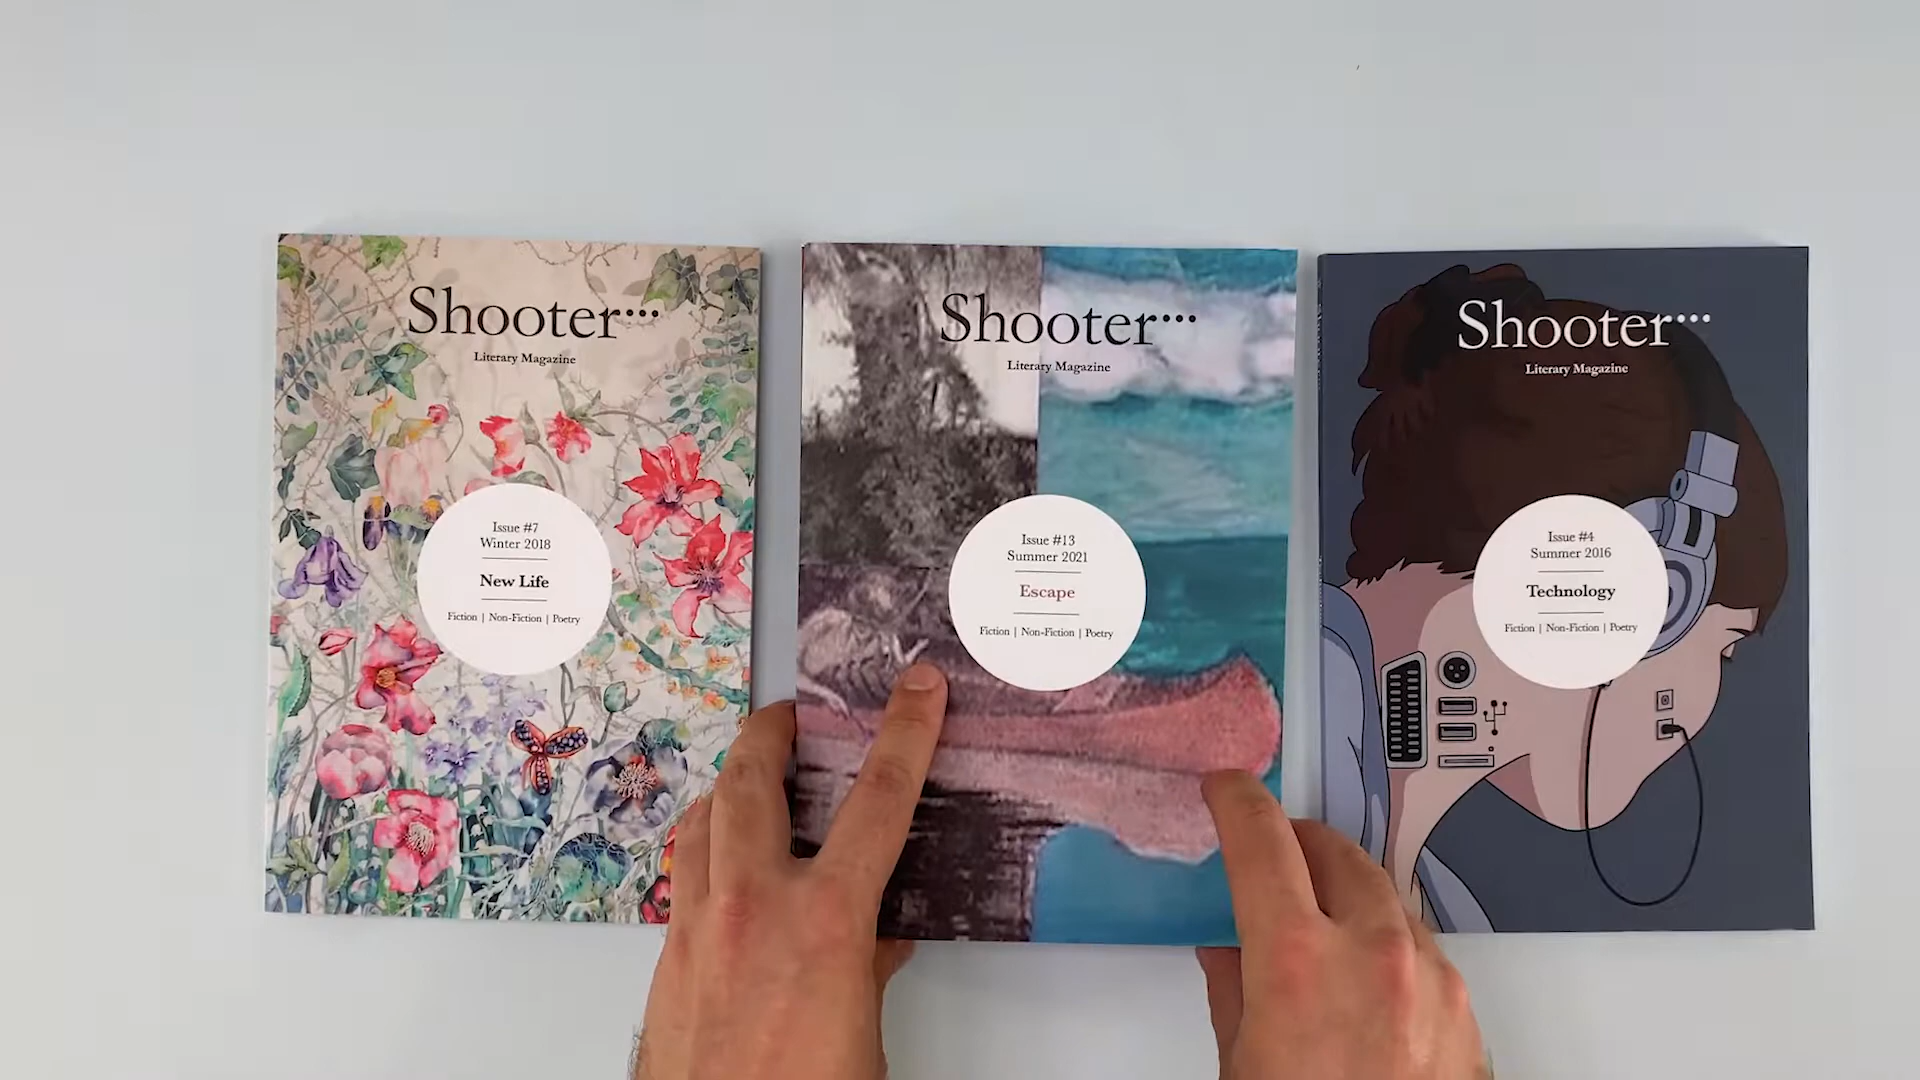 Shooter•••
Literary Magazine
Issue #7
Winter 2018
New Life
Fiction | Non-Fiction | Poetry
Shooter•••
Literary Magazine
Issue #13
Summer 2021
Escape
Fiction | Non-Fiction | Poetry
Shooter•••
Literary Magazine
Issue #4
Summer 2016
Technology
Fiction | Non-Fiction | Poetry